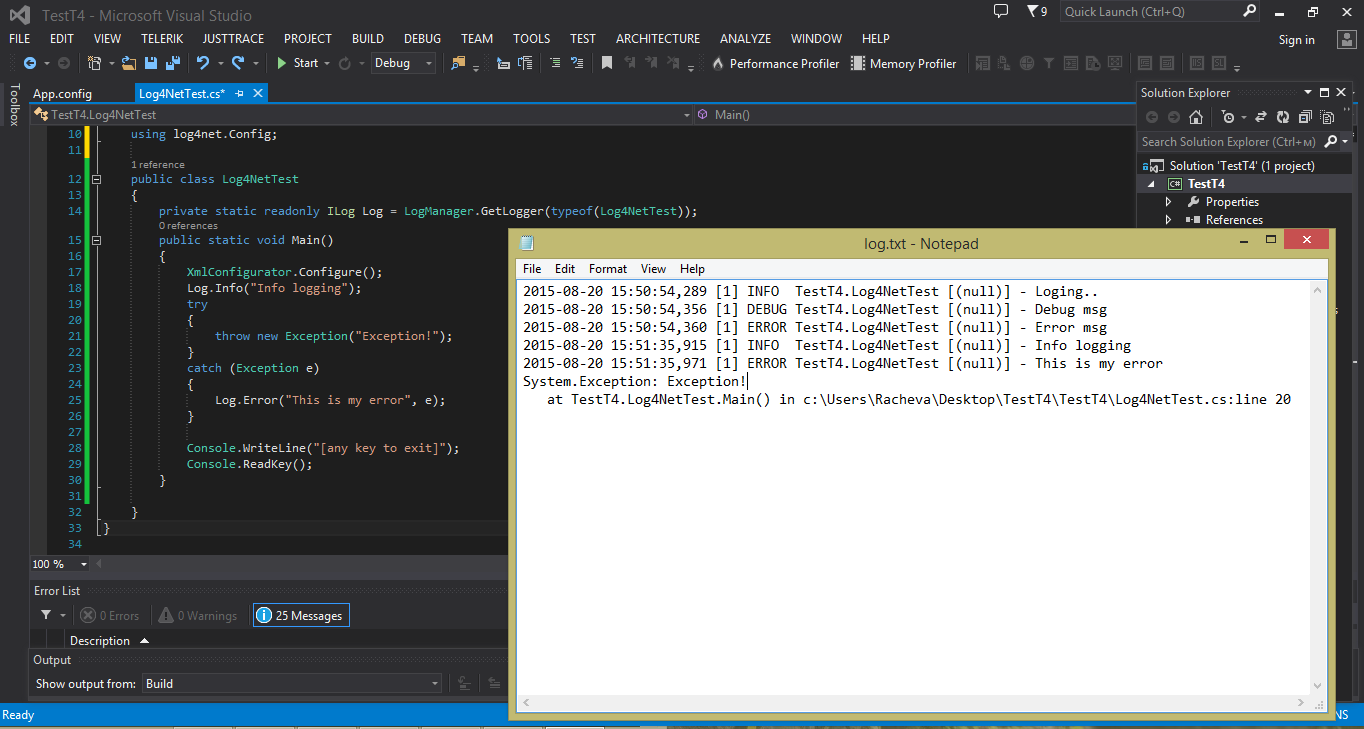 TestT4 - Microsoft Visual Studio
9
Quick Launch (Ctrl+Q)
FILE EDIT VIEW TELERIK JUSTTRACE PROJECT BUILD DEBUG TEAM TOOLS TEST ARCHITECTURE ANALYZE WINDOW HELP
Sign in
Start Debug Performance Profiler Memory Profiler
Toolbox
App.config Log4NetTest.cs*
TestT4.Log4NetTest Main()
10 using log4net.Config;
11
1 reference
12 public class Log4NetTest
13 {
14 private static readonly ILog Log = LogManager.GetLogger(typeof(Log4NetTest));
0 references
15 public static void Main()
16 {
17 XmlConfigurator.Configure();
18 Log.Info("Info logging");
19 try
20 {
21 throw new Exception("Exception!");
22 }
23 catch (Exception e)
24 {
25 Log.Error("This is my error", e);
26 }
27
28 Console.WriteLine("[any key to exit]");
29 Console.ReadKey();
30 }
31
32 }
33 }
34
100 %
Error List
0 Errors 0 Warnings 25 Messages
Description
Output
Show output from: Build
Ready
Solution Explorer
Search Solution Explorer (Ctrl+м)
Solution 'TestT4' (1 project)
C# TestT4
Properties
References
log.txt - Notepad
File Edit Format View Help
2015-08-20 15:50:54,289 [1] INFO  TestT4.Log4NetTest [(null)] - Loging..
2015-08-20 15:50:54,356 [1] DEBUG TestT4.Log4NetTest [(null)] - Debug msg
2015-08-20 15:50:54,360 [1] ERROR TestT4.Log4NetTest [(null)] - Error msg
2015-08-20 15:51:35,915 [1] INFO  TestT4.Log4NetTest [(null)] - Info logging
2015-08-20 15:51:35,971 [1] ERROR TestT4.Log4NetTest [(null)] - This is my error
System.Exception: Exception!
at TestT4.Log4NetTest.Main() in c:\Users\Racheva\Desktop\TestT4\TestT4\Log4NetTest.cs:line 20
NS